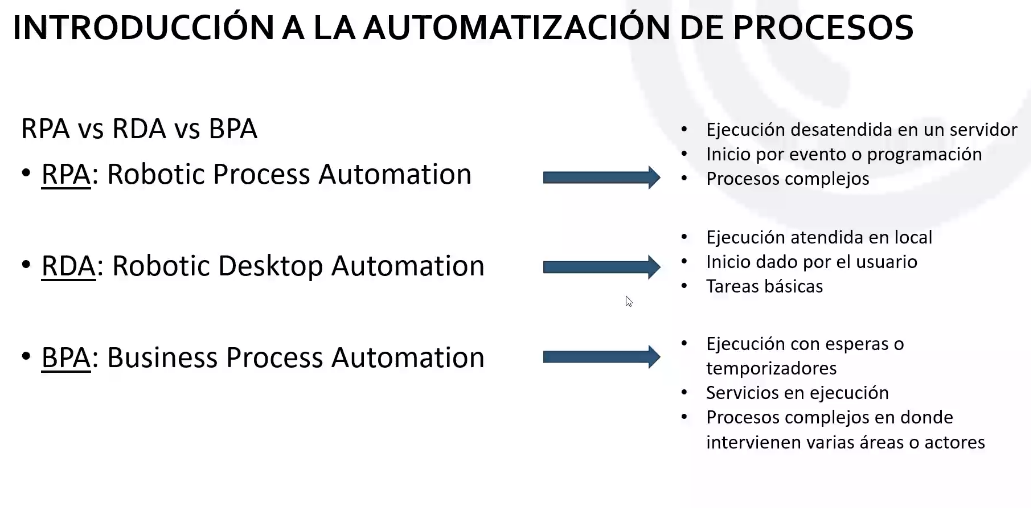 INTRODUCCIÓN A LA AUTOMATIZACIÓN DE PROCESOS
RPA vs RDA vs BPA
• RPA: Robotic Process Automation
• Ejecución desatendida en un servidor
• Inicio por evento o programación
• Procesos complejos
• RDA: Robotic Desktop Automation
• Ejecución atendida en local
• Inicio dado por el usuario
• Tareas básicas
• BPA: Business Process Automation
• Ejecución con esperas o
temporizadores
• Servicios en ejecución
• Procesos complejos en donde
intervienen varias áreas o actores